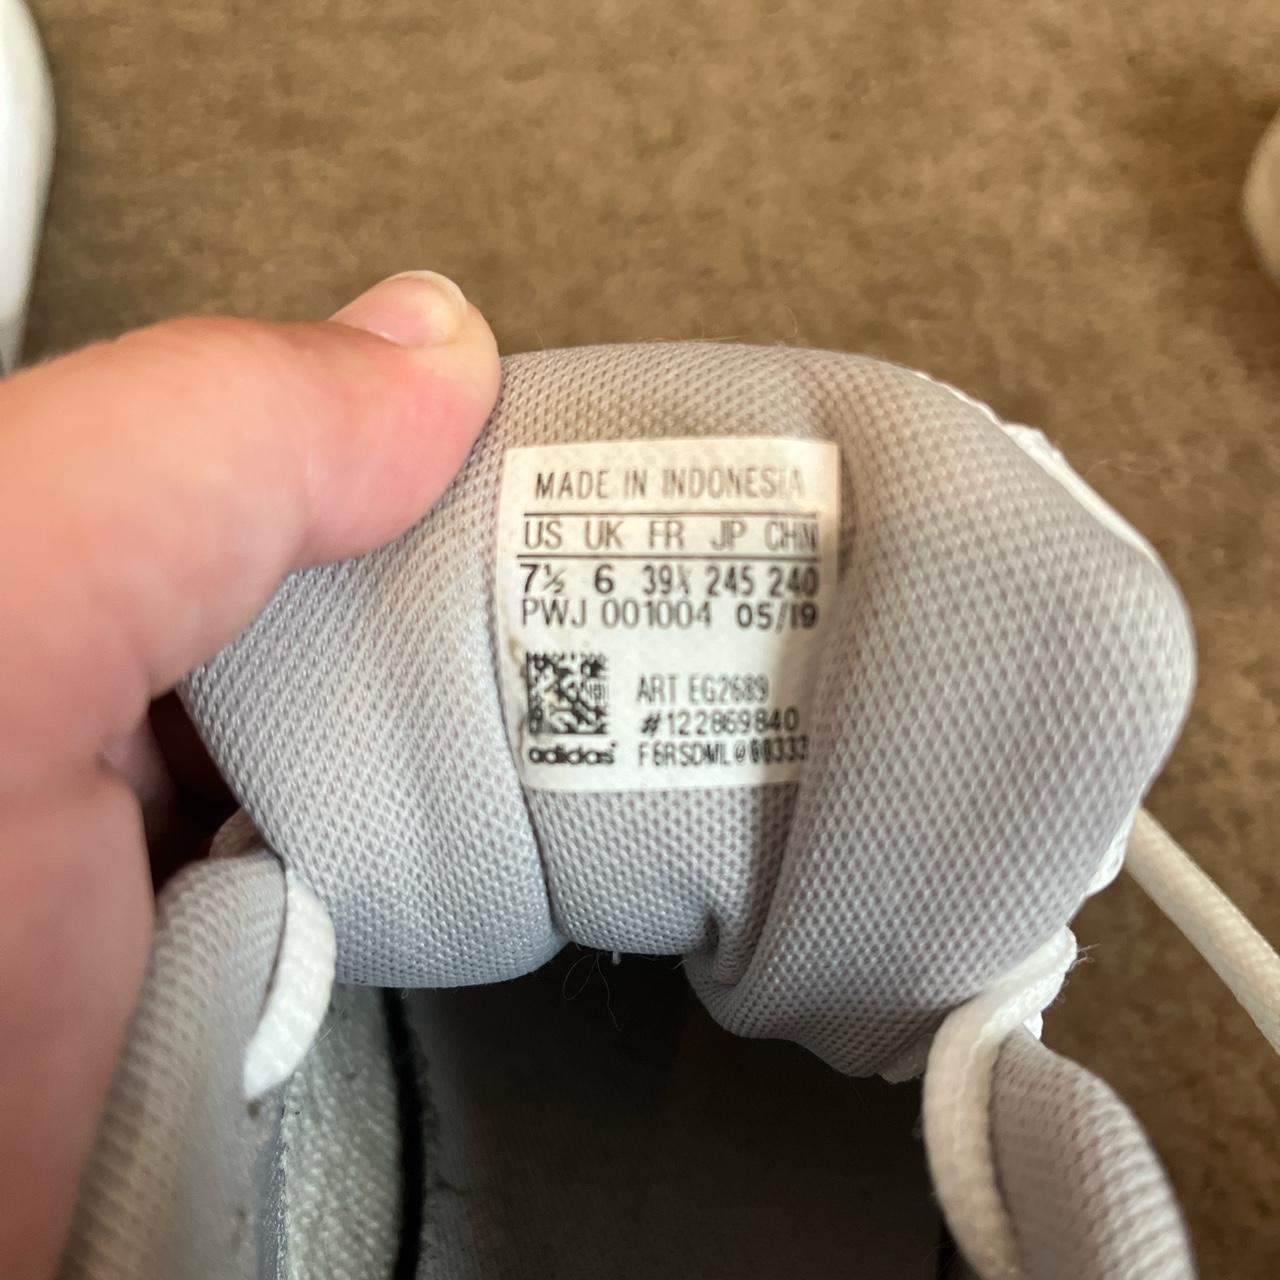 MADE IN INDONESIA
US UK FR JP CHN
7½ 6 39⅓ 245 240
PWJ 001004 05/19
ART EG2689
#122869840
adidas